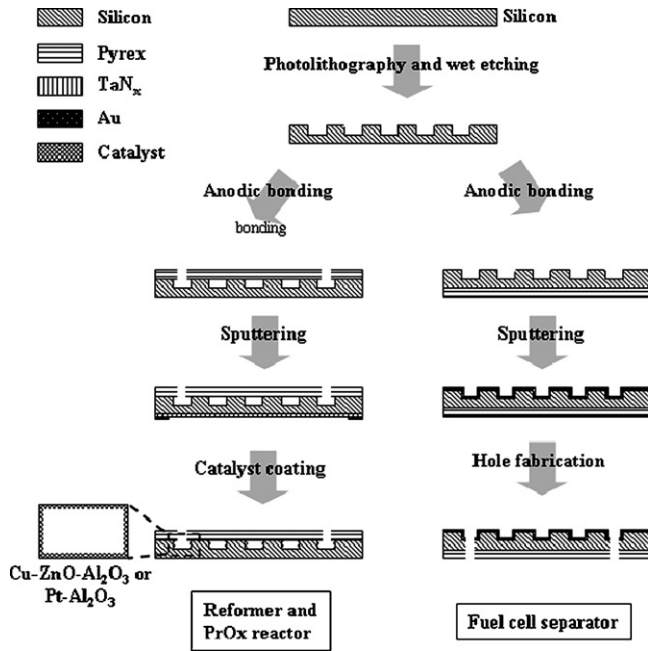 Silicon
Pyrex
TaNₓ
Au
Catalyst
Silicon
Photolithography and wet etching
Anodic bonding
bonding
Anodic bonding
Sputtering
Sputtering
Catalyst coating
Hole fabrication
Cu-ZnO-Al₂O₃ or
Pt-Al₂O₃
Reformer and
PrOx reactor
Fuel cell separator